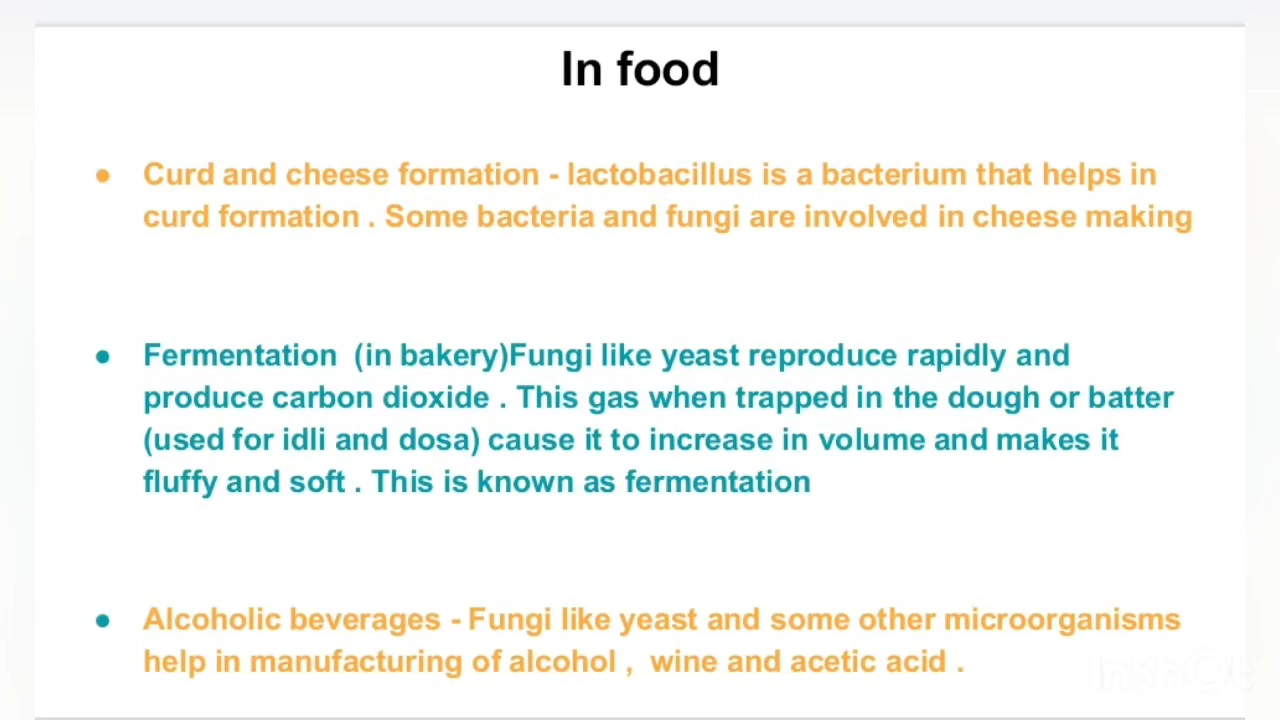 In food
● Curd and cheese formation - lactobacillus is a bacterium that helps in
curd formation . Some bacteria and fungi are involved in cheese making
● Fermentation (in bakery)Fungi like yeast reproduce rapidly and
produce carbon dioxide . This gas when trapped in the dough or batter
(used for idli and dosa) cause it to increase in volume and makes it
fluffy and soft . This is known as fermentation
● Alcoholic beverages - Fungi like yeast and some other microorganisms
help in manufacturing of alcohol , wine and acetic acid .
InShOt